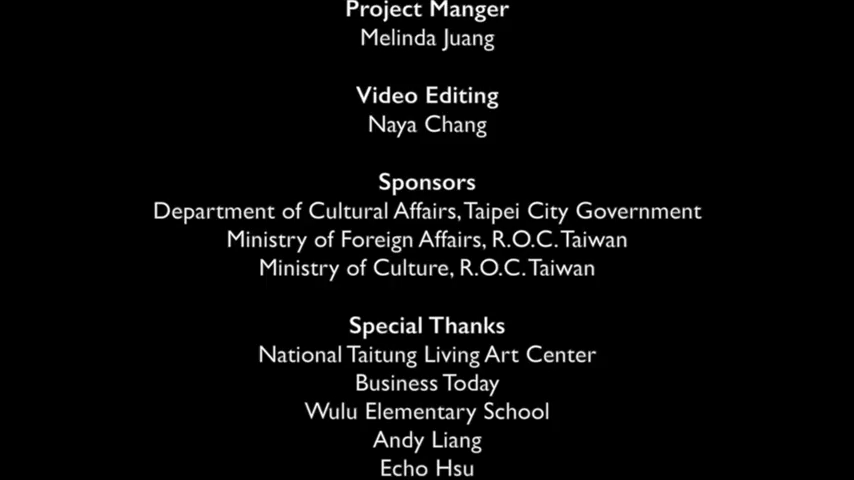 Project Manger
Melinda Juang
Video Editing
Naya Chang
Sponsors
Department of Cultural Affairs, Taipei City Government
Ministry of Foreign Affairs, R.O.C. Taiwan
Ministry of Culture, R.O.C. Taiwan
Special Thanks
National Taitung Living Art Center
Business Today
Wulu Elementary School
Andy Liang
Echo Hsu